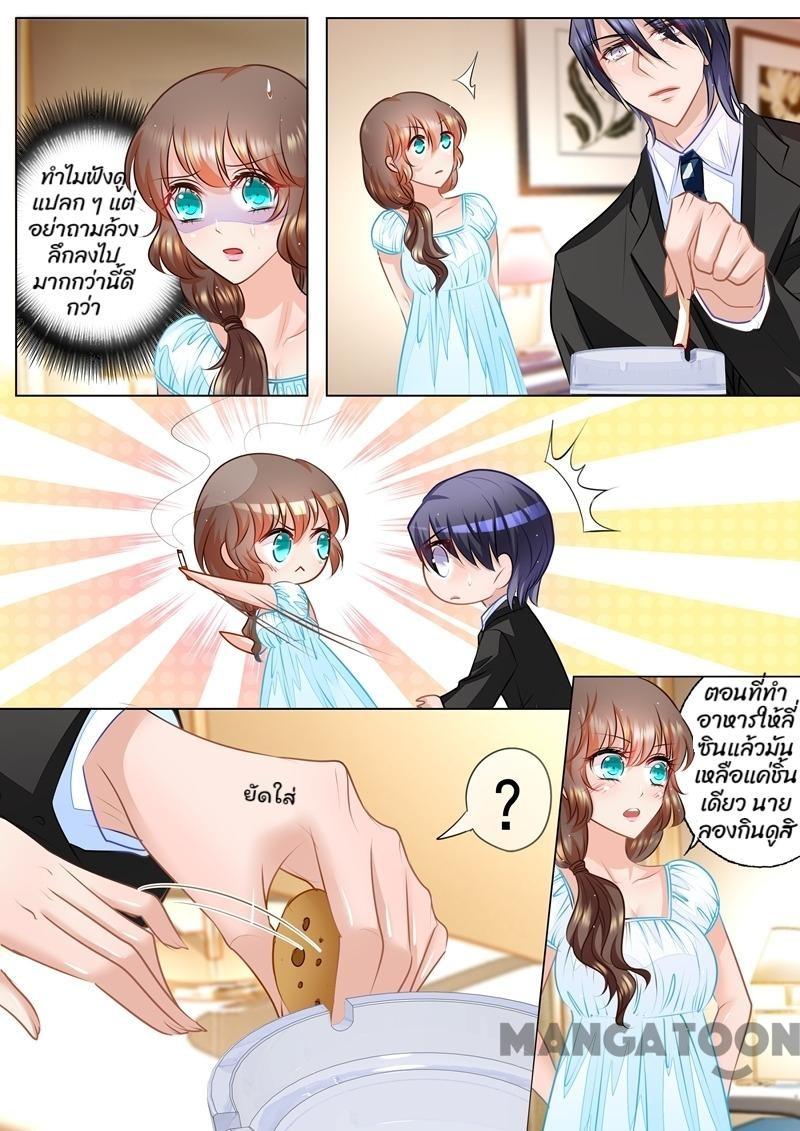 ทำไมฟังดู
แปลก ๆ แต่
อย่าถามล้วง
ลึกลงไป
มากกว่านี้ดี
กว่า
ยัดใส่
?
ตอนที่ทำ
อาหารให้ลี่
ซินแล้วมัน
เหลือแค่ชิ้น
เดียว นาย
ลองกินดูสิ
MANGATOON